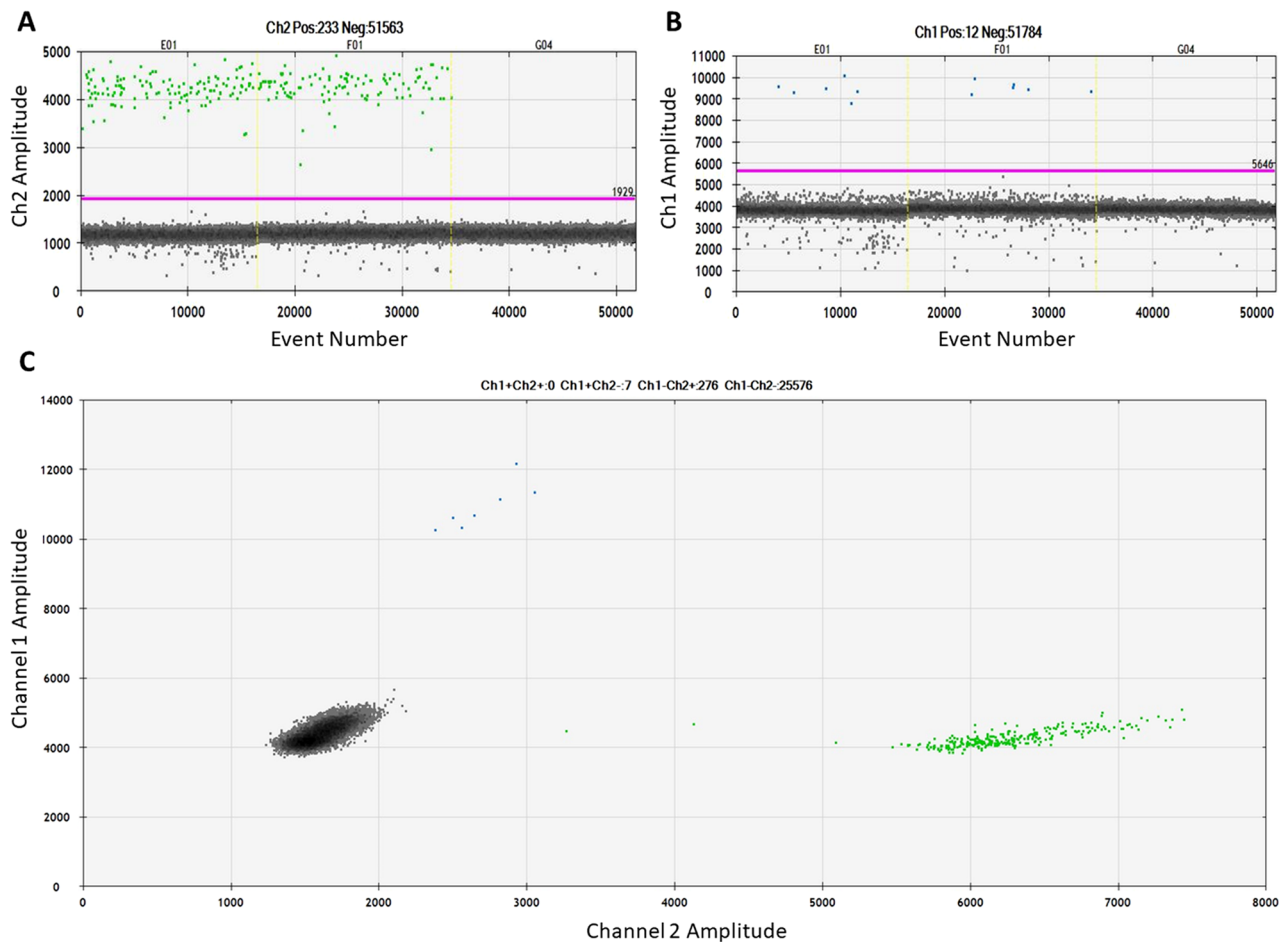 A
Ch2 Pos:233 Neg:51563
E01 F01 G04
5000
4000
3000
2000
1000
0
1929
0 10000 20000 30000 40000 50000
Ch2 Amplitude
Event Number
B
Ch1 Pos:12 Neg:51784
E01 F01 G04
11000
10000
9000
8000
7000
6000
5000
4000
3000
2000
1000
0
5646
0 10000 20000 30000 40000 50000
Ch1 Amplitude
Event Number
C
Ch1+Ch2+:0 Ch1+Ch2-:7 Ch1-Ch2+:276 Ch1-Ch2-:25576
14000
12000
10000
8000
6000
4000
2000
0
0 1000 2000 3000 4000 5000 6000 7000 8000
Channel 1 Amplitude
Channel 2 Amplitude